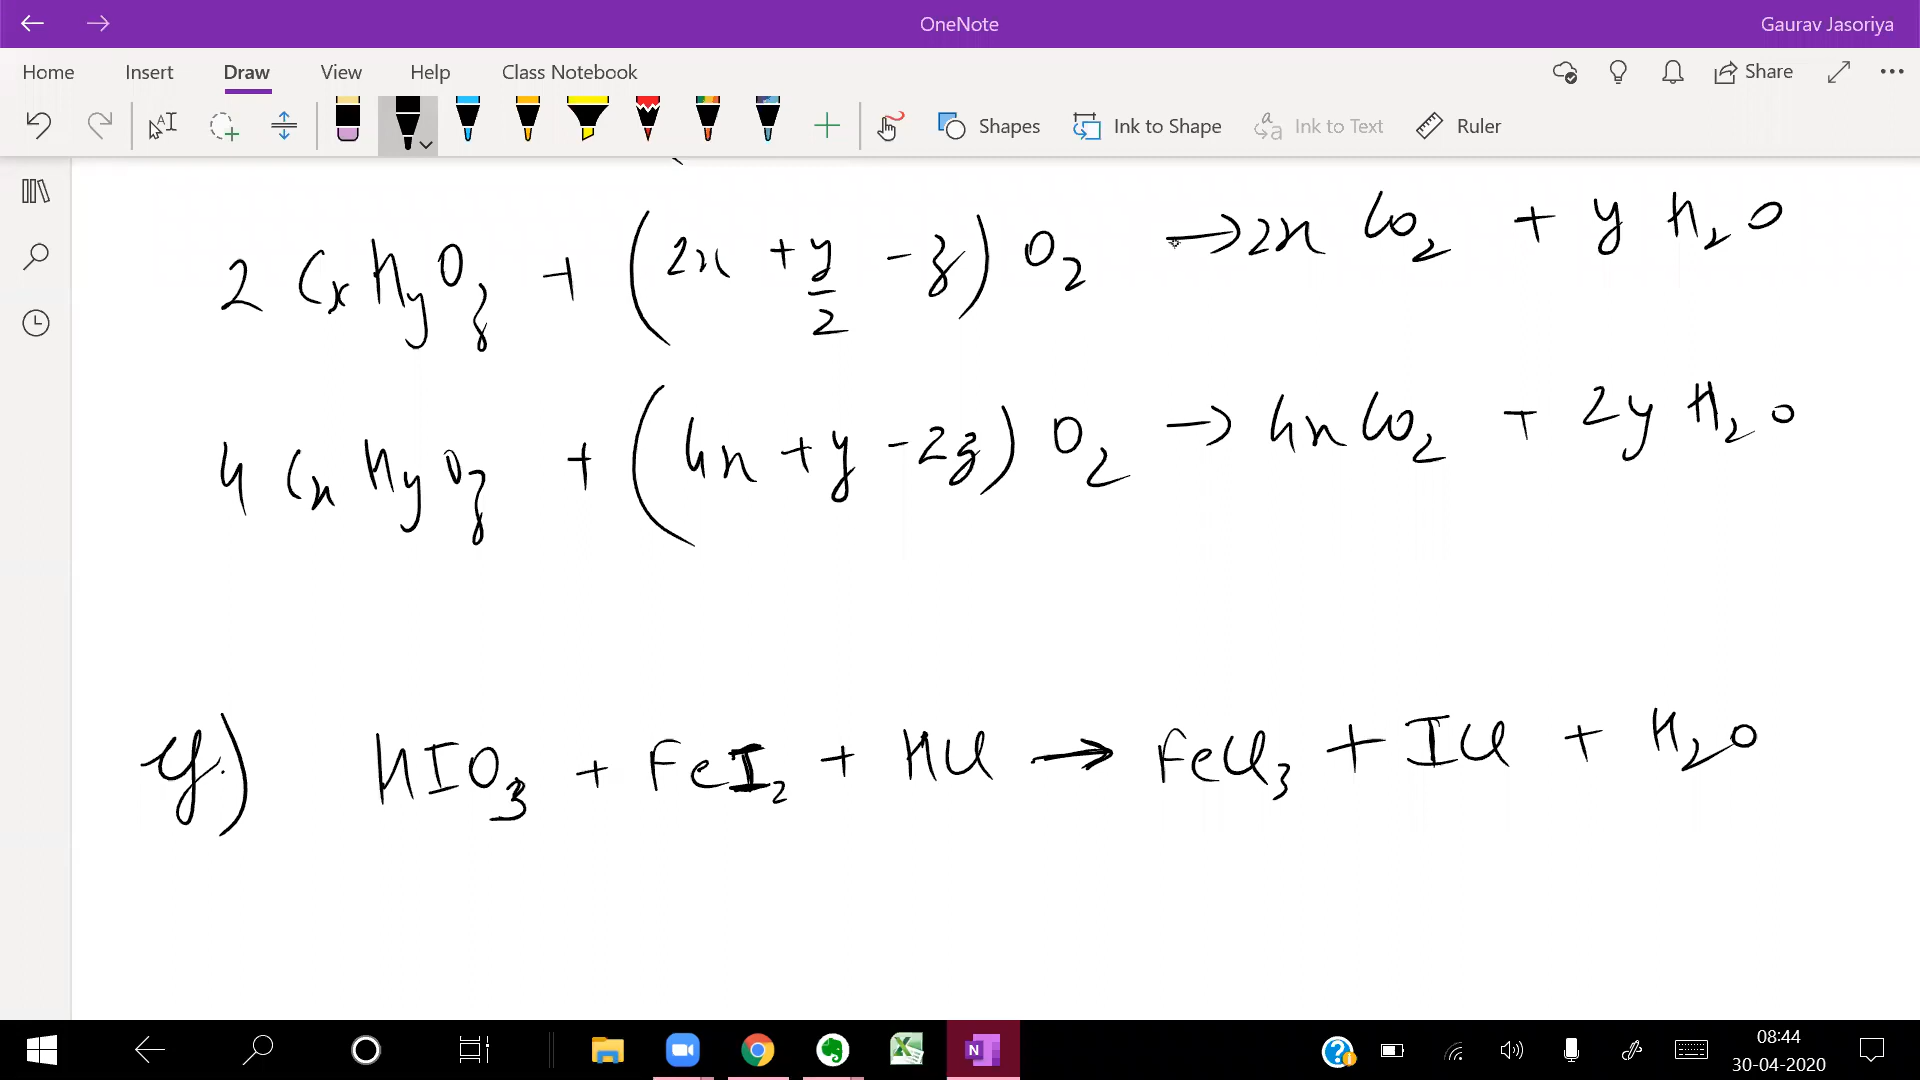 OneNote
Gaurav Jasoriya
Home Insert Draw View Help Class Notebook Share
Shapes Ink to Shape Ink to Text Ruler
2 CxHyOz + (2x + y/2 - z) O2 → 2x CO2 + y H2O
4 CxHyOz + (4x + y - 2z) O2 → 4x CO2 + 2y H2O
eg.) HIO3 + FeI2 + HCl → FeCl3 + ICl + H2O
08:44
30-04-2020